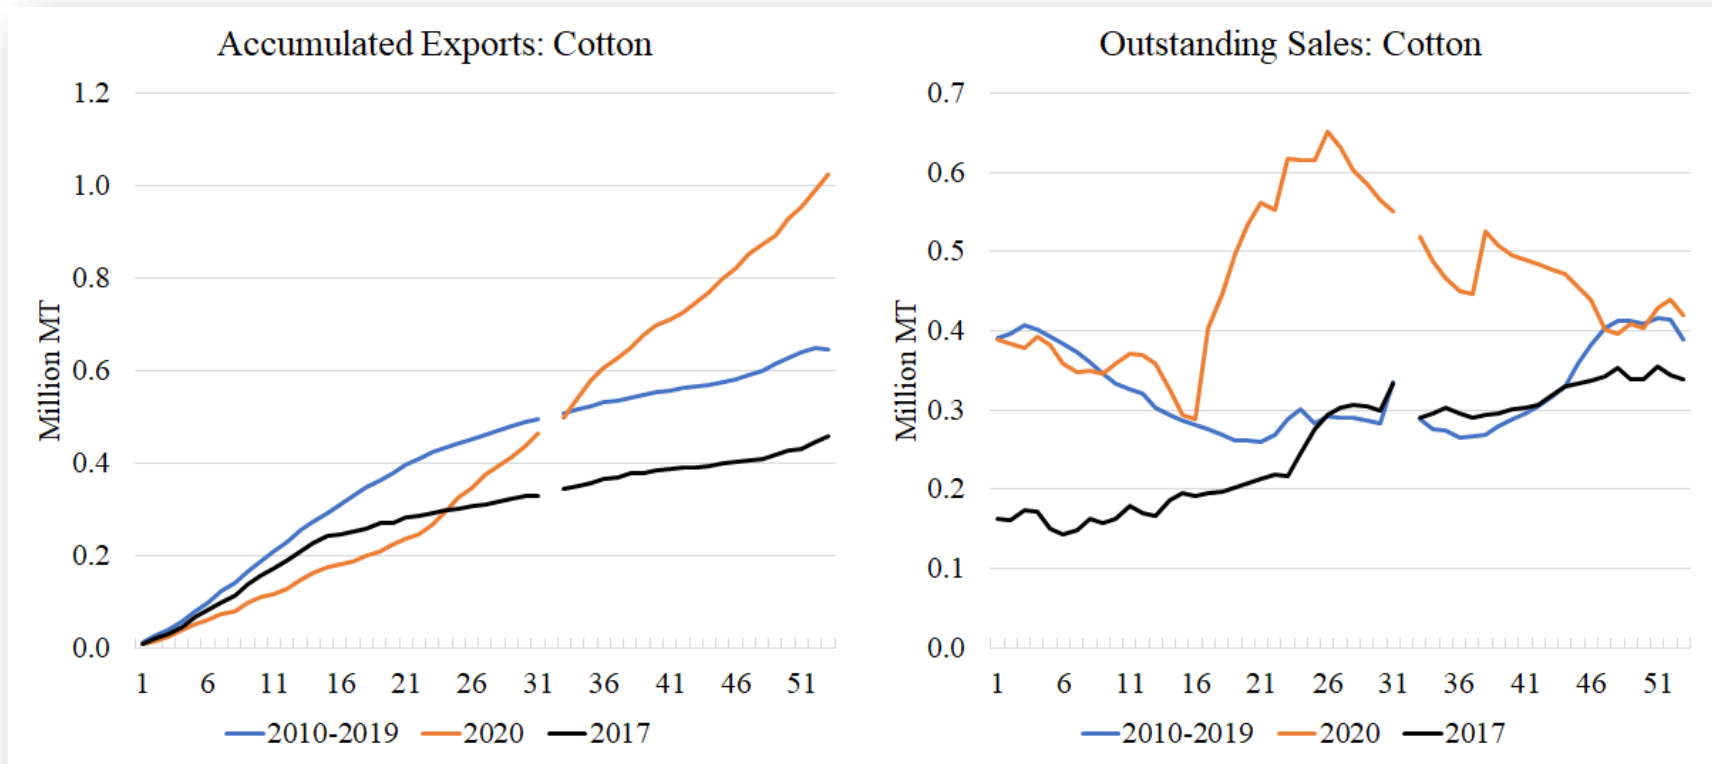 Accumulated Exports: Cotton
Million MT
1.2
1.0
0.8
0.6
0.4
0.2
0.0
1 6 11 16 21 26 31 36 41 46 51
2010-2019 2020 2017
Outstanding Sales: Cotton
Million MT
0.7
0.6
0.5
0.4
0.3
0.2
0.1
0.0
1 6 11 16 21 26 31 36 41 46 51
2010-2019 2020 2017